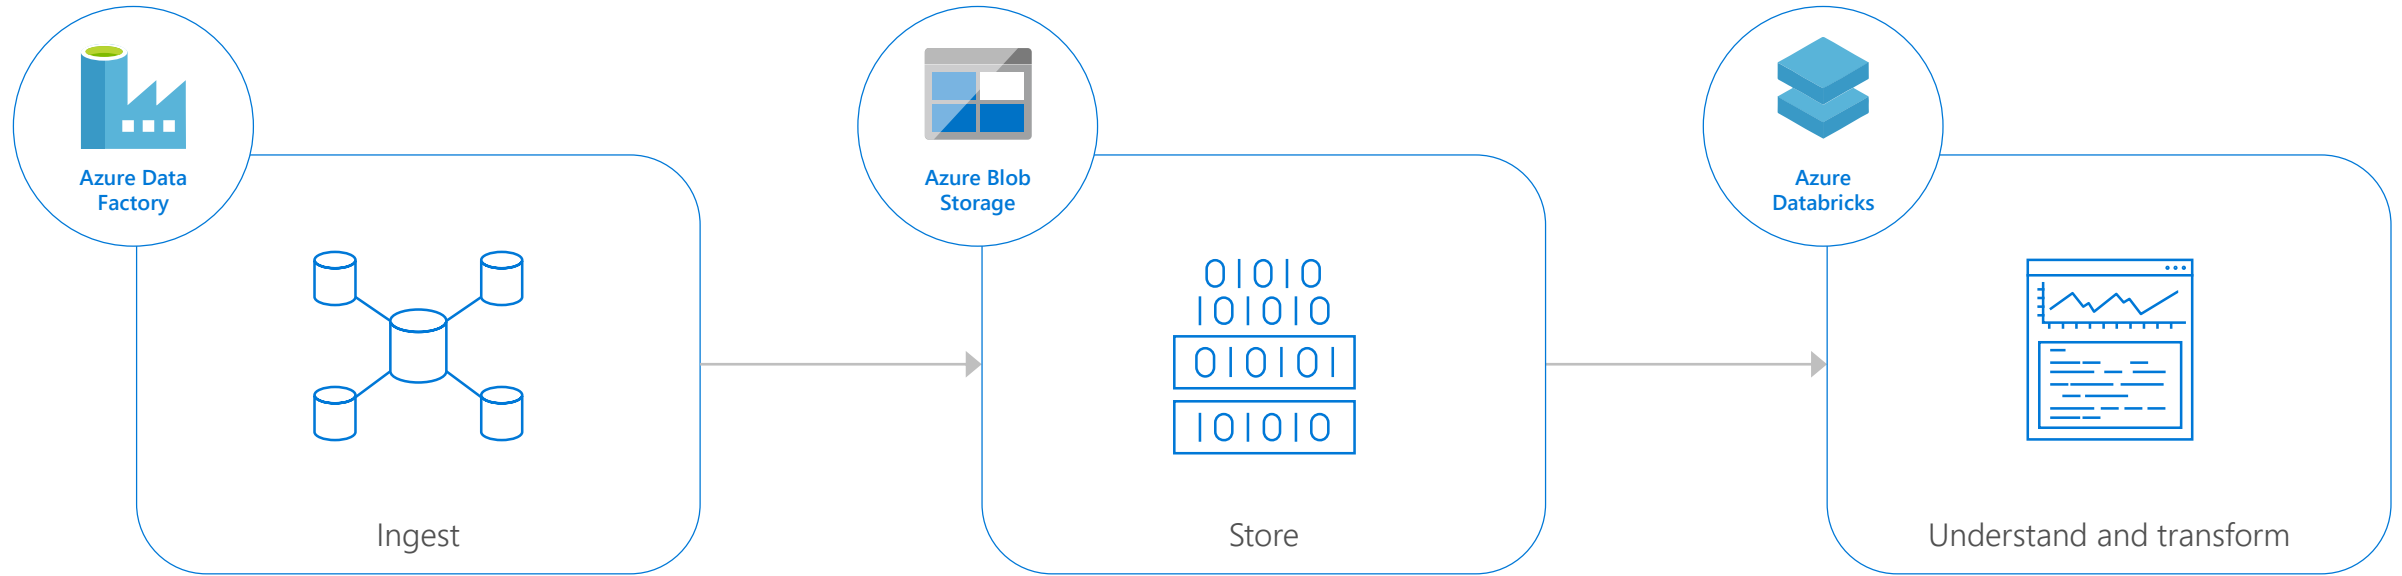 Azure Data
Factory
Azure Blob
Storage
Azure
Databricks
01010
101010
010101
101010
Ingest
Store
Understand and transform